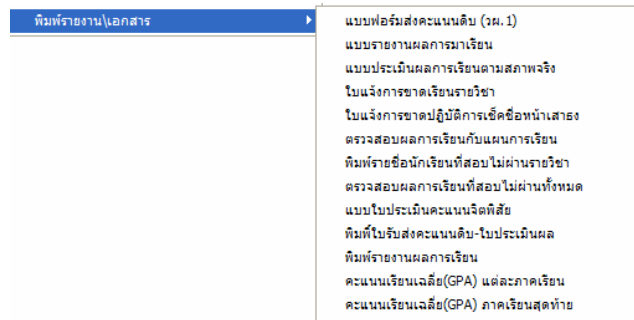 พิมพ์รายงาน\เอกสาร
แบบฟอร์มส่งคะแนนดิบ (วผ.1)
แบบรายงานผลการมาเรียน
แบบประเมินผลการเรียนตามสภาพจริง
ใบแจ้งการขาดเรียนรายวิชา
ใบแจ้งการขาดปฏิบัติการเช็คชื่อหน้าเสาธง
ตรวจสอบผลการเรียนกับแผนการเรียน
พิมพ์รายชื่อนักเรียนที่สอบไม่ผ่านรายวิชา
ตรวจสอบผลการเรียนที่สอบไม่ผ่านทั้งหมด
แบบใบประเมินคะแนนจิตพิสัย
พิมพ์ใบรับส่งคะแนนดิบ-ใบประเมินผล
พิมพ์รายงานผลการเรียน
คะแนนเรียนเฉลี่ย(GPA) แต่ละภาคเรียน
คะแนนเรียนเฉลี่ย(GPA) ภาคเรียนสุดท้าย